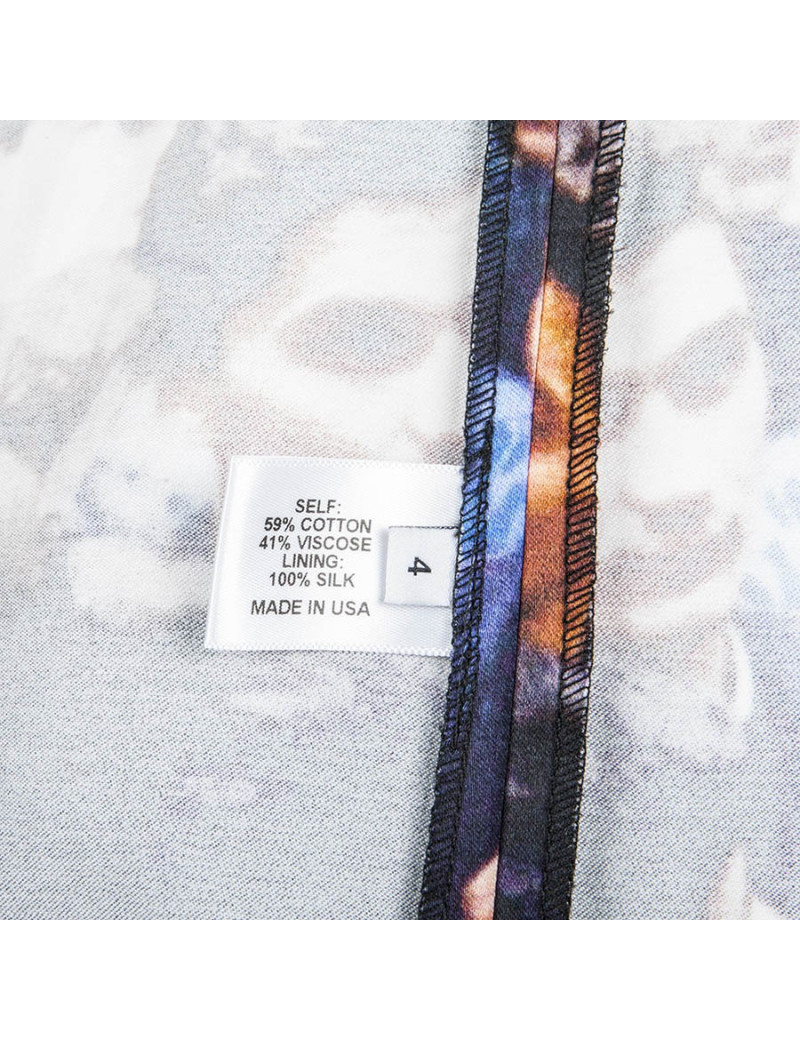 SELF:
59% COTTON
41% VISCOSE
LINING:
100% SILK
MADE IN USA
4